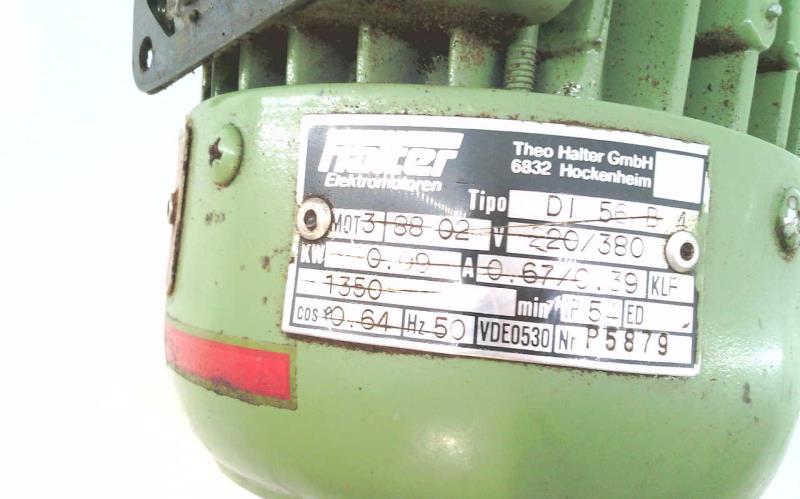 Halter
Elektromotoren
Theo Halter GmbH
6832 Hockenheim
Tipo DI 56 B 4
MOT 3 88 02 V 220/380
KW 0.09 A 0.67/0.39 KLF
1350 min IP 54 ED
cos φ 0.64 Hz 50 VDE0530 Nr P5879